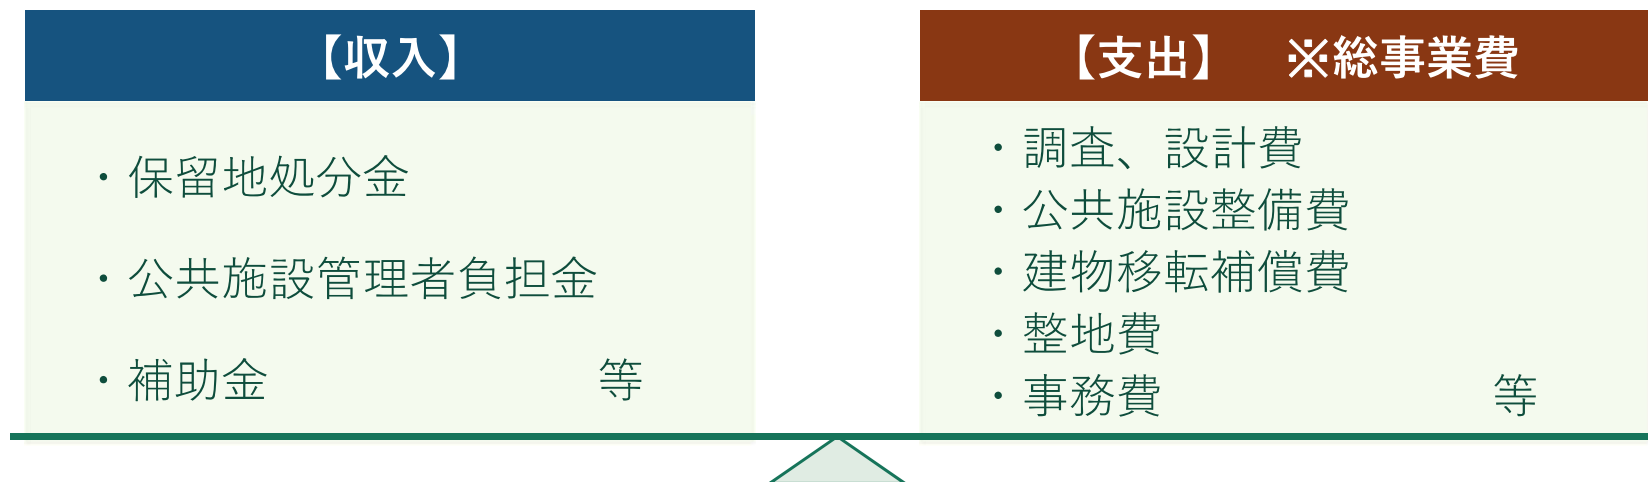 【収入】
・保留地処分金
・公共施設管理者負担金
・補助金　　　　　　　等
【支出】　※総事業費
・調査、設計費
・公共施設整備費
・建物移転補償費
・整地費
・事務費　　　　　　　等